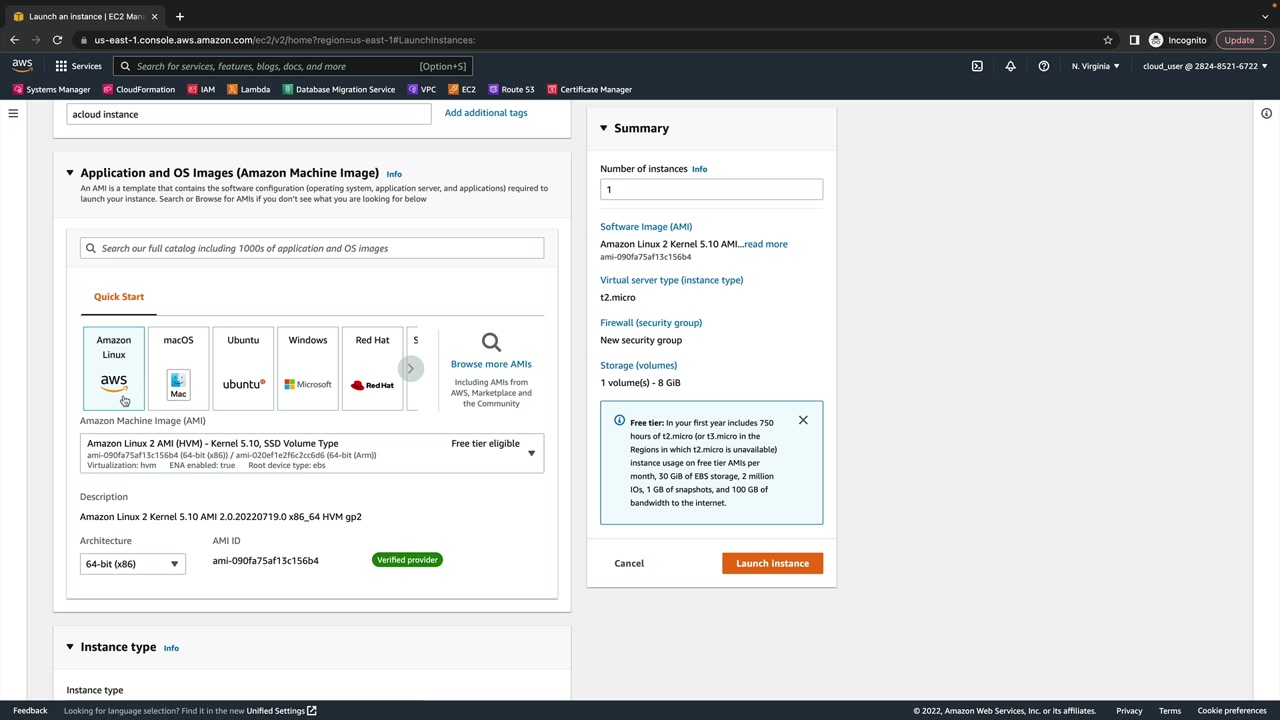 Launch an instance | EC2 Man
us-east-1.console.aws.amazon.com/ec2/v2/home?region=us-east-1#LaunchInstances:
Incognito
Update
aws
Services
Search for services, features, blogs, docs, and more
[Option+S]
N. Virginia
cloud_user @ 2824-8521-6722
Systems Manager
CloudFormation
IAM
Lambda
Database Migration Service
VPC
EC2
Route 53
Certificate Manager
acloud instance
Add additional tags
Application and OS Images (Amazon Machine Image) Info
An AMI is a template that contains the software configuration (operating system, application server, and applications) required to
launch your instance. Search or Browse for AMIs if you don't see what you are looking for below
Search our full catalog including 1000s of application and OS images
Quick Start
Amazon
Linux
aws
macOS
Mac
Ubuntu
ubuntu
Windows
Microsoft
Red Hat
RedHat
S
Browse more AMIs
Including AMIs from
AWS, Marketplace and
the Community
Amazon Machine Image (AMI)
Amazon Linux 2 AMI (HVM) - Kernel 5.10, SSD Volume Type
Free tier eligible
ami-090fa75af13c156b4 (64-bit (x86)) / ami-020ef1e2f6c2cc6d6 (64-bit (Arm))
Virtualization: hvm ENA enabled: true Root device type: ebs
Description
Amazon Linux 2 Kernel 5.10 AMI 2.0.20220719.0 x86_64 HVM gp2
Architecture
AMI ID
64-bit (x86)
ami-090fa75af13c156b4
Verified provider
Instance type Info
Instance type
Summary
Number of instances Info
1
Software Image (AMI)
Amazon Linux 2 Kernel 5.10 AMI...read more
ami-090fa75af13c156b4
Virtual server type (instance type)
t2.micro
Firewall (security group)
New security group
Storage (volumes)
1 volume(s) - 8 GiB
Free tier: In your first year includes 750
hours of t2.micro (or t3.micro in the
Regions in which t2.micro is unavailable)
instance usage on free tier AMIs per
month, 30 GiB of EBS storage, 2 million
IOs, 1 GB of snapshots, and 100 GB of
bandwidth to the internet.
Cancel
Launch instance
Feedback
Looking for language selection? Find it in the new Unified Settings
© 2022, Amazon Web Services, Inc. or its affiliates.
Privacy
Terms
Cookie preferences